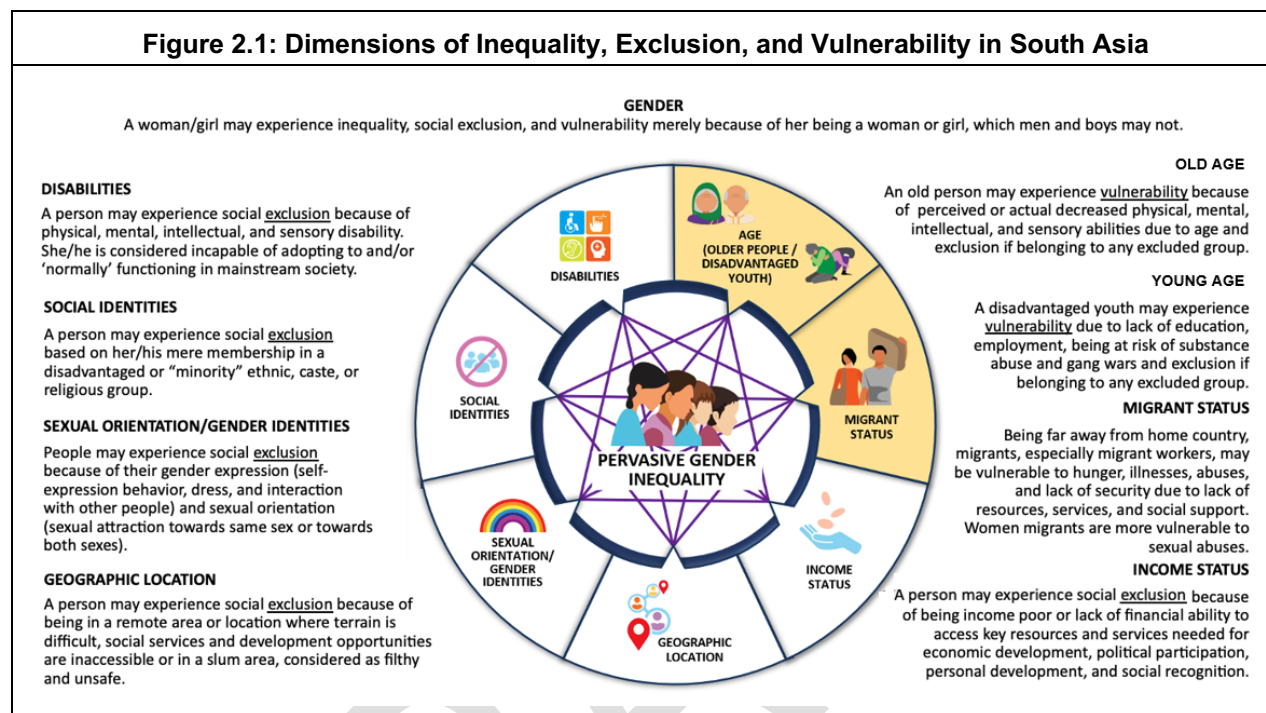 Figure 2.1: Dimensions of Inequality, Exclusion, and Vulnerability in South Asia
GENDER
A woman/girl may experience inequality, social exclusion, and vulnerability merely because of her being a woman or girl, which men and boys may not.
DISABILITIES
A person may experience social exclusion because of
physical, mental, intellectual, and sensory disability.
She/he is considered incapable of adopting to and/or
‘normally’ functioning in mainstream society.
SOCIAL IDENTITIES
A person may experience social exclusion
based on her/his mere membership in a
disadvantaged or “minority” ethnic, caste, or
religious group.
SEXUAL ORIENTATION/GENDER IDENTITIES
People may experience social exclusion
because of their gender expression (self-
expression behavior, dress, and interaction
with other people) and sexual orientation
(sexual attraction towards same sex or towards
both sexes).
GEOGRAPHIC LOCATION
A person may experience social exclusion because of
being in a remote area or location where terrain is
difficult, social services and development opportunities
are inaccessible or in a slum area, considered as filthy
and unsafe.
DISABILITIES
AGE
(OLDER PEOPLE /
DISADVANTAGED
YOUTH)
SOCIAL
IDENTITIES
MIGRANT
STATUS
PERVASIVE GENDER
INEQUALITY
SEXUAL
ORIENTATION/
GENDER
IDENTITIES
INCOME
STATUS
GEOGRAPHIC
LOCATION
OLD AGE
An old person may experience vulnerability because
of perceived or actual decreased physical, mental,
intellectual, and sensory abilities due to age and
exclusion if belonging to any excluded group.
YOUNG AGE
A disadvantaged youth may experience
vulnerability due to lack of education,
employment, being at risk of substance
abuse and gang wars and exclusion if
belonging to any excluded group.
MIGRANT STATUS
Being far away from home country,
migrants, especially migrant workers, may
be vulnerable to hunger, illnesses, abuses,
and lack of security due to lack of
resources, services, and social support.
Women migrants are more vulnerable to
sexual abuses.
INCOME STATUS
A person may experience social exclusion because
of being income poor or lack of financial ability to
access key resources and services needed for
economic development, political participation,
personal development, and social recognition.